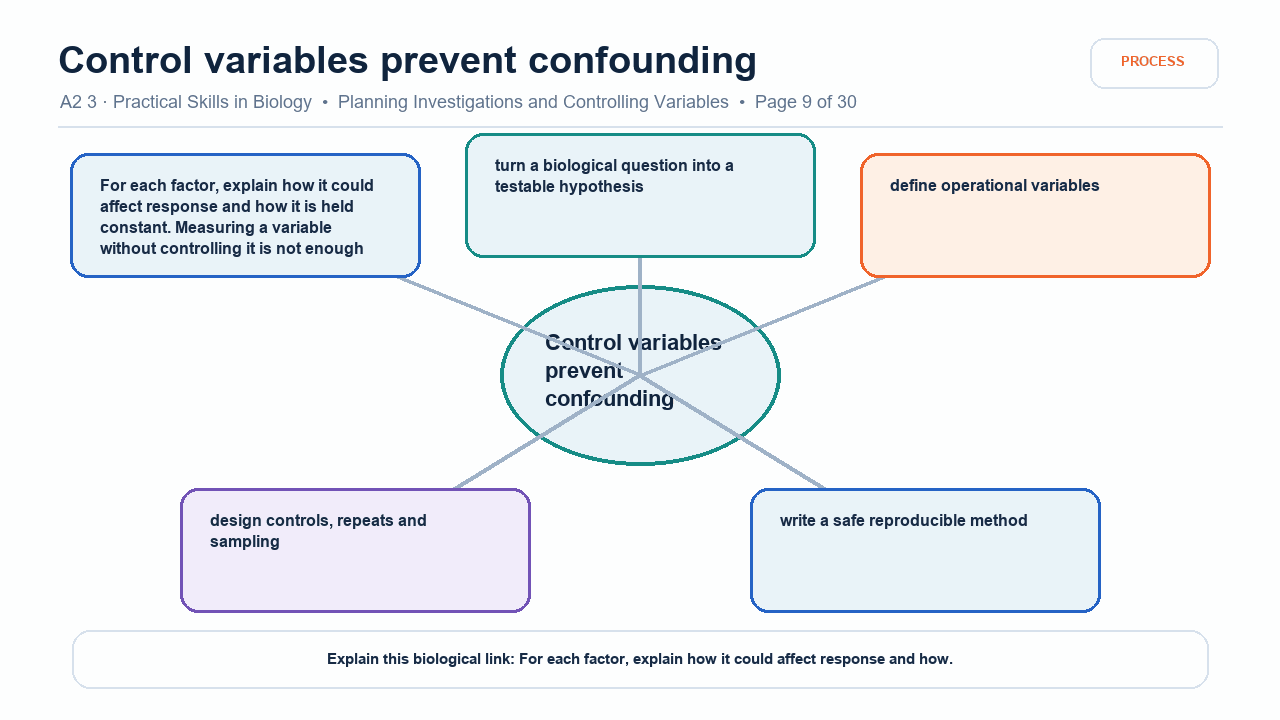 Control variables prevent confounding
PROCESS
A2 3 · Practical Skills in Biology • Planning Investigations and Controlling Variables • Page 9 of 30
For each factor, explain how it could
affect response and how it is held
constant. Measuring a variable
without controlling it is not enough
turn a biological question into a
testable hypothesis
define operational variables
Control variables
prevent
confounding
design controls, repeats and
sampling
write a safe reproducible method
Explain this biological link: For each factor, explain how it could affect response and how.